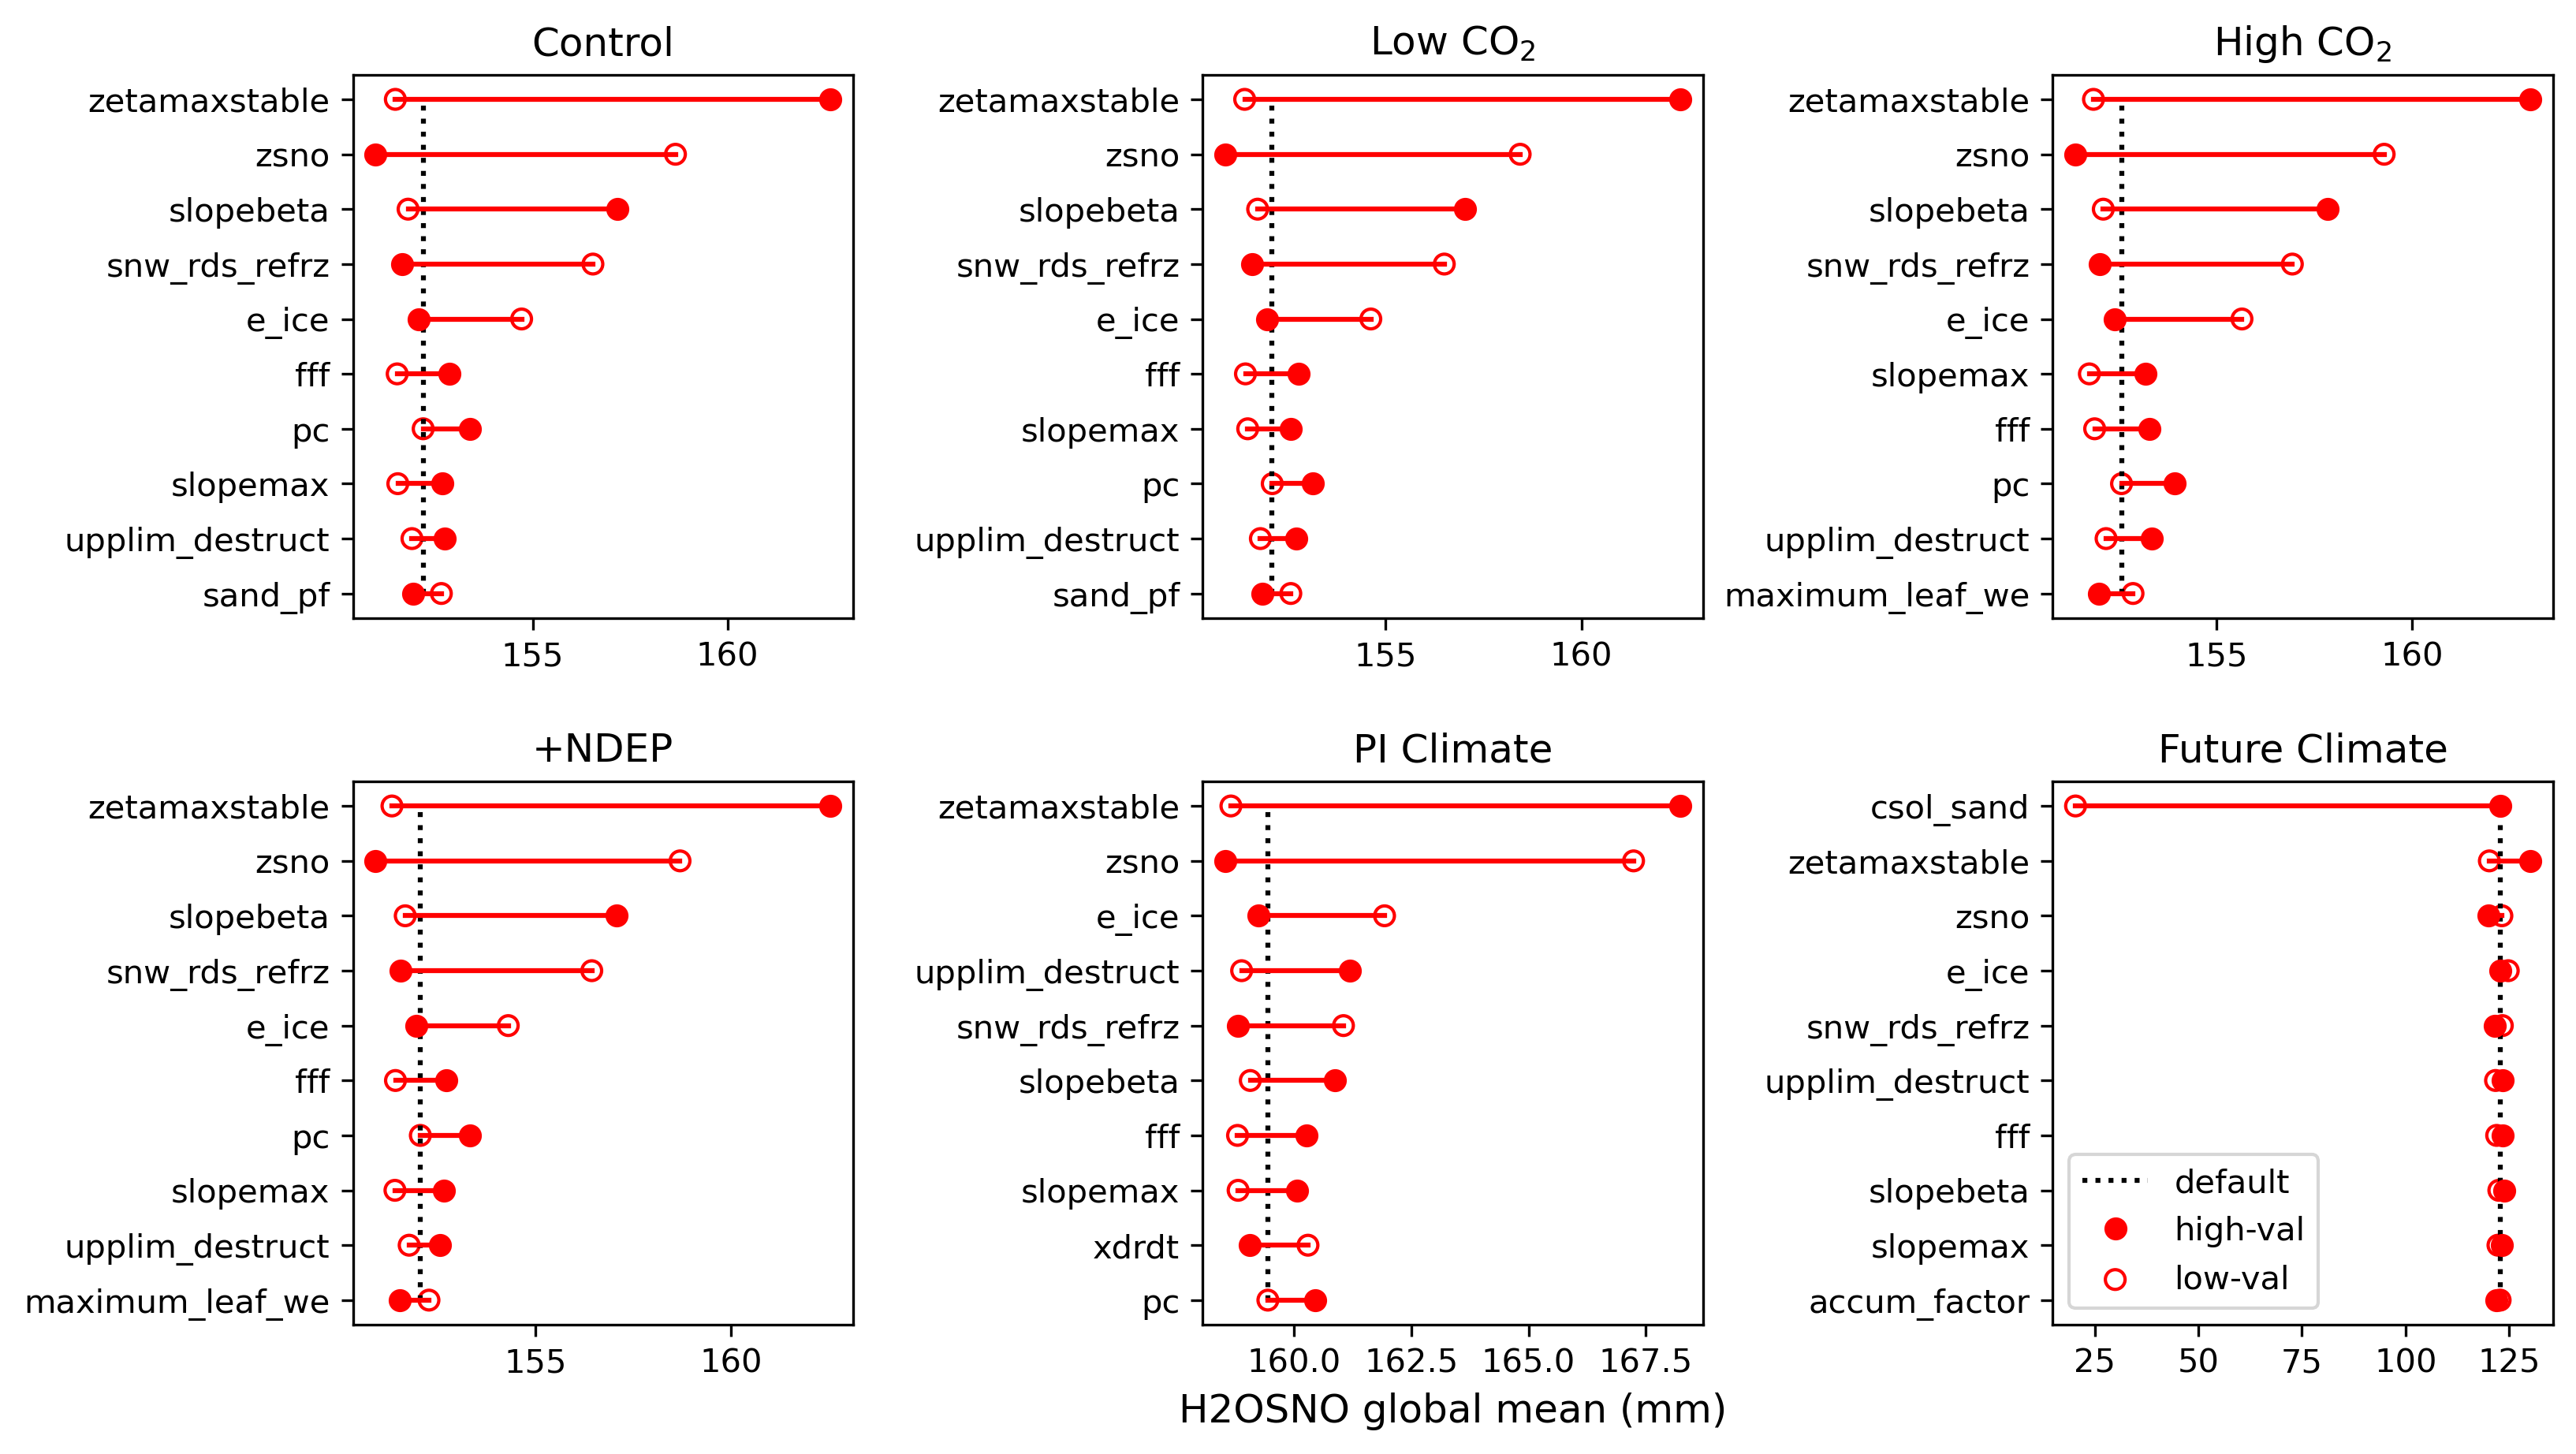 Control
zetamaxstable
zsno
slopebeta
snw_rds_refrz
e_ice
fff
pc
slopemax
upplim_destruct
sand_pf
155 160
Low CO₂
zetamaxstable
zsno
slopebeta
snw_rds_refrz
e_ice
fff
slopemax
pc
upplim_destruct
sand_pf
155 160
High CO₂
zetamaxstable
zsno
slopebeta
snw_rds_refrz
e_ice
slopemax
fff
pc
upplim_destruct
maximum_leaf_we
155 160
+NDEP
zetamaxstable
zsno
slopebeta
snw_rds_refrz
e_ice
fff
pc
slopemax
upplim_destruct
maximum_leaf_we
155 160
PI Climate
zetamaxstable
zsno
e_ice
upplim_destruct
snw_rds_refrz
slopebeta
fff
slopemax
xdrdt
pc
160.0 162.5 165.0 167.5
H2OSNO global mean (mm)
Future Climate
csol_sand
zetamaxstable
zsno
e_ice
snw_rds_refrz
upplim_destruct
fff
slopebeta
slopemax
accum_factor
default
high-val
low-val
25 50 75 100 125